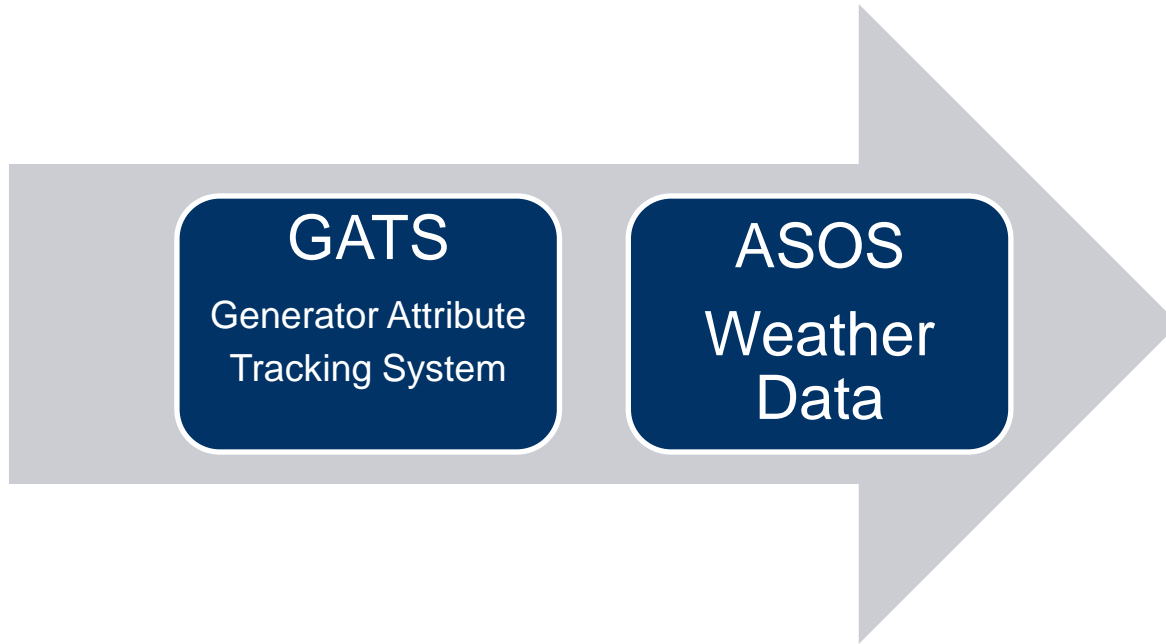 GATS
Generator Attribute
Tracking System
ASOS
Weather
Data